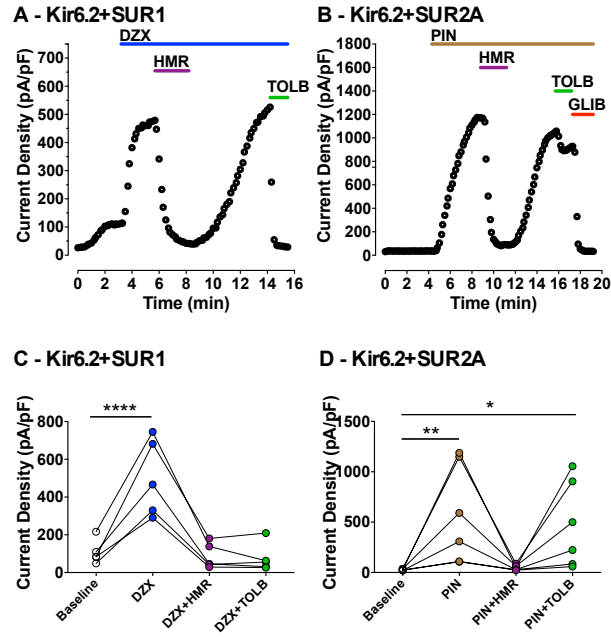 A - Kir6.2+SUR1
DZX
HMR
TOLB
Current Density (pA/pF)
700
600
500
400
300
200
100
0
0 2 4 6 8 10 12 14 16
Time (min)
B - Kir6.2+SUR2A
PIN
HMR
TOLB
GLIB
Current Density (pA/pF)
1800
1600
1400
1200
1000
800
600
400
200
0
0 2 4 6 8 10 12 14 16 18 20
Time (min)
C - Kir6.2+SUR1
****
Current Density (pA/pF)
800
600
400
200
0
Baseline
DZX
DZX+HMR
DZX+TOLB
D - Kir6.2+SUR2A
*
**
Current Density (pA/pF)
1500
1000
500
0
Baseline
PIN
PIN+HMR
PIN+TOLB